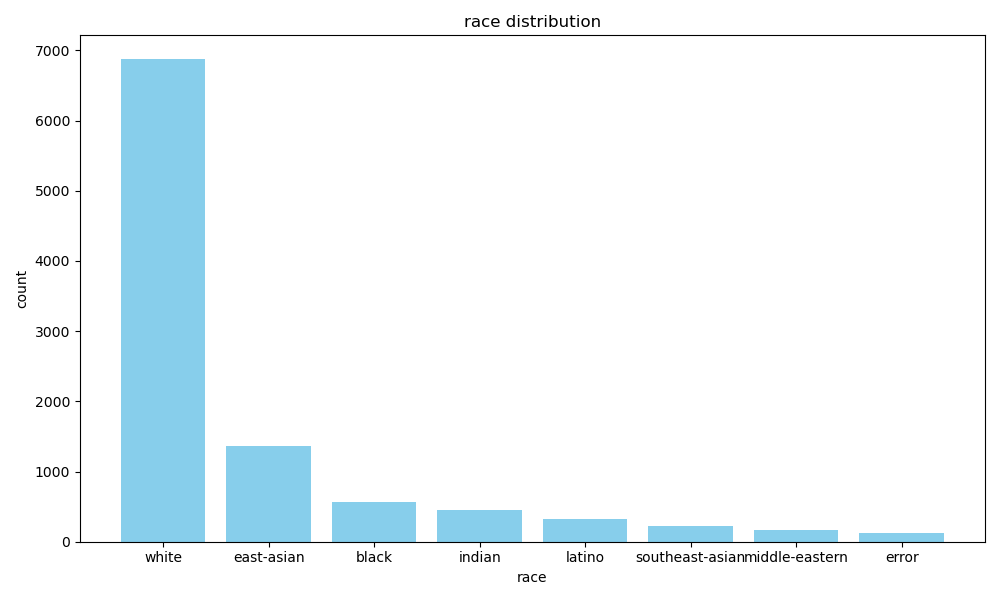 race distribution
7000
6000
5000
4000
3000
2000
1000
0
count
white east-asian black indian latino southeast-asian middle-eastern error
race